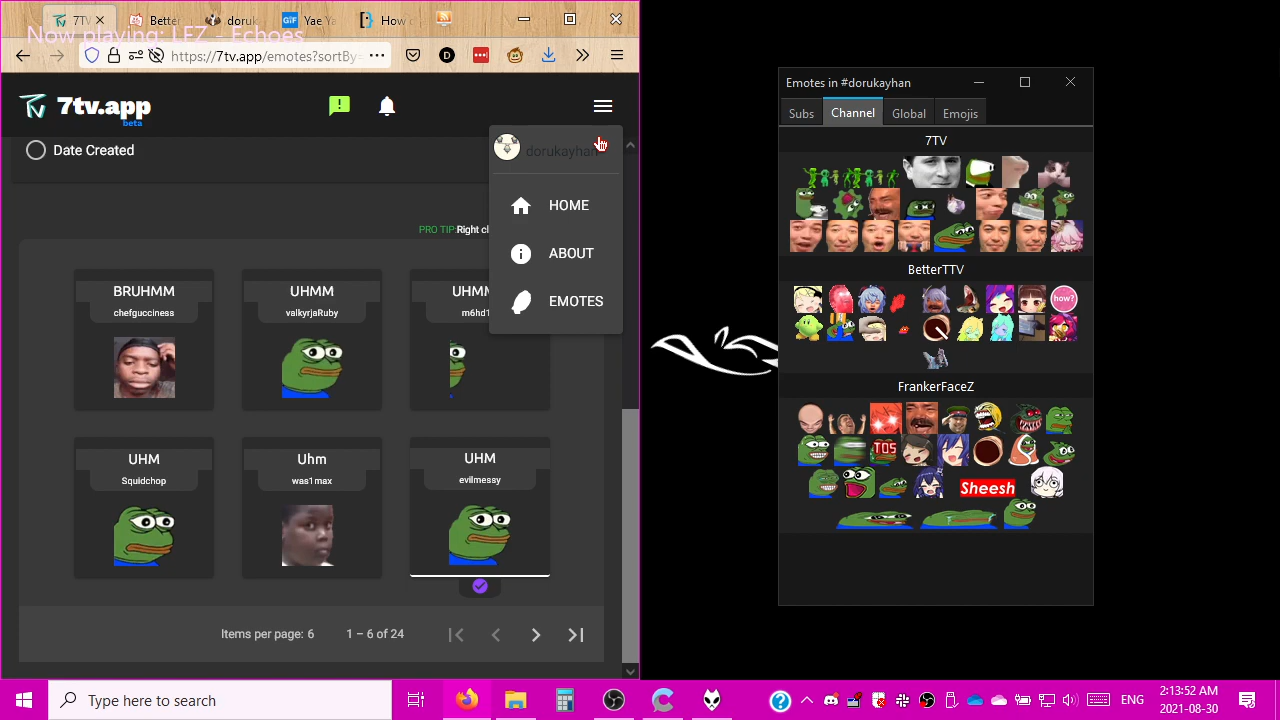 7TV
Better
doruk
GIF
Yae Ya
How d
Now playing: LFZ - Echoes
D
https://7tv.app/emotes?sortBy=
7tv.app
beta
Date Created
dorukayhan
HOME
ABOUT
EMOTES
PRO TIP: Right cl
BRUHMM
chefgucciness
UHMM
valkyrjaRuby
UHMM
m6hd1
UHM
Squidchop
Uhm
was1max
UHM
evilmessy
Items per page: 6
1 – 6 of 24
Emotes in #dorukayhan
Subs
Channel
Global
Emojis
7TV
BetterTTV
how?
FrankerFaceZ
TOS
Sheesh
Type here to search
ENG
2:13:52 AM
2021-08-30